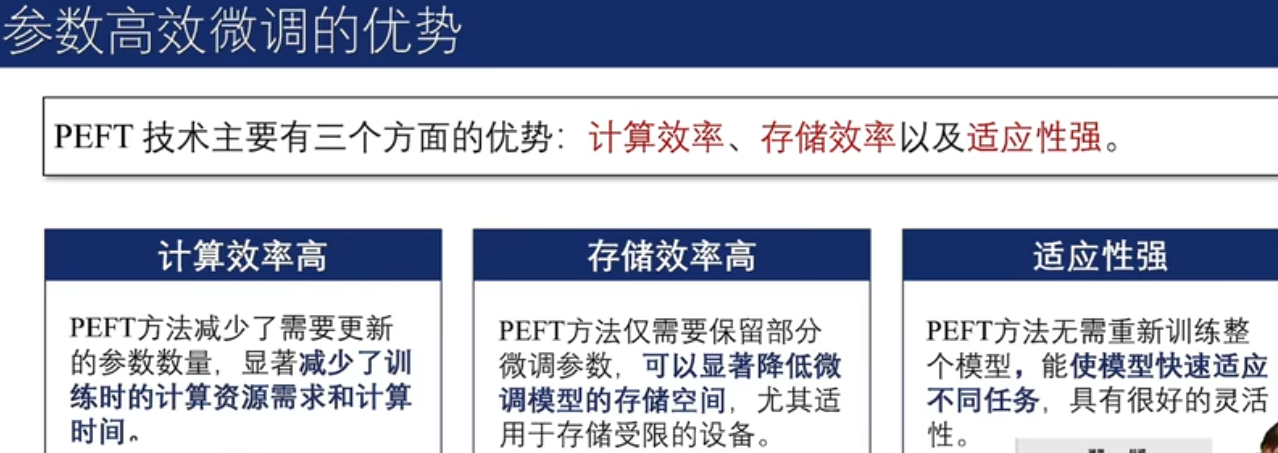 参数高效微调的优势
PEFT 技术主要有三个方面的优势：计算效率、存储效率以及适应性强。
计算效率高
PEFT方法减少了需要更新
的参数数量，显著减少了训
练时的计算资源需求和计算
时间。
存储效率高
PEFT方法仅需要保留部分
微调参数，可以显著降低微
调模型的存储空间，尤其适
用于存储受限的设备。
适应性强
PEFT方法无需重新训练整
个模型，能使模型快速适应
不同任务，具有很好的灵活
性。